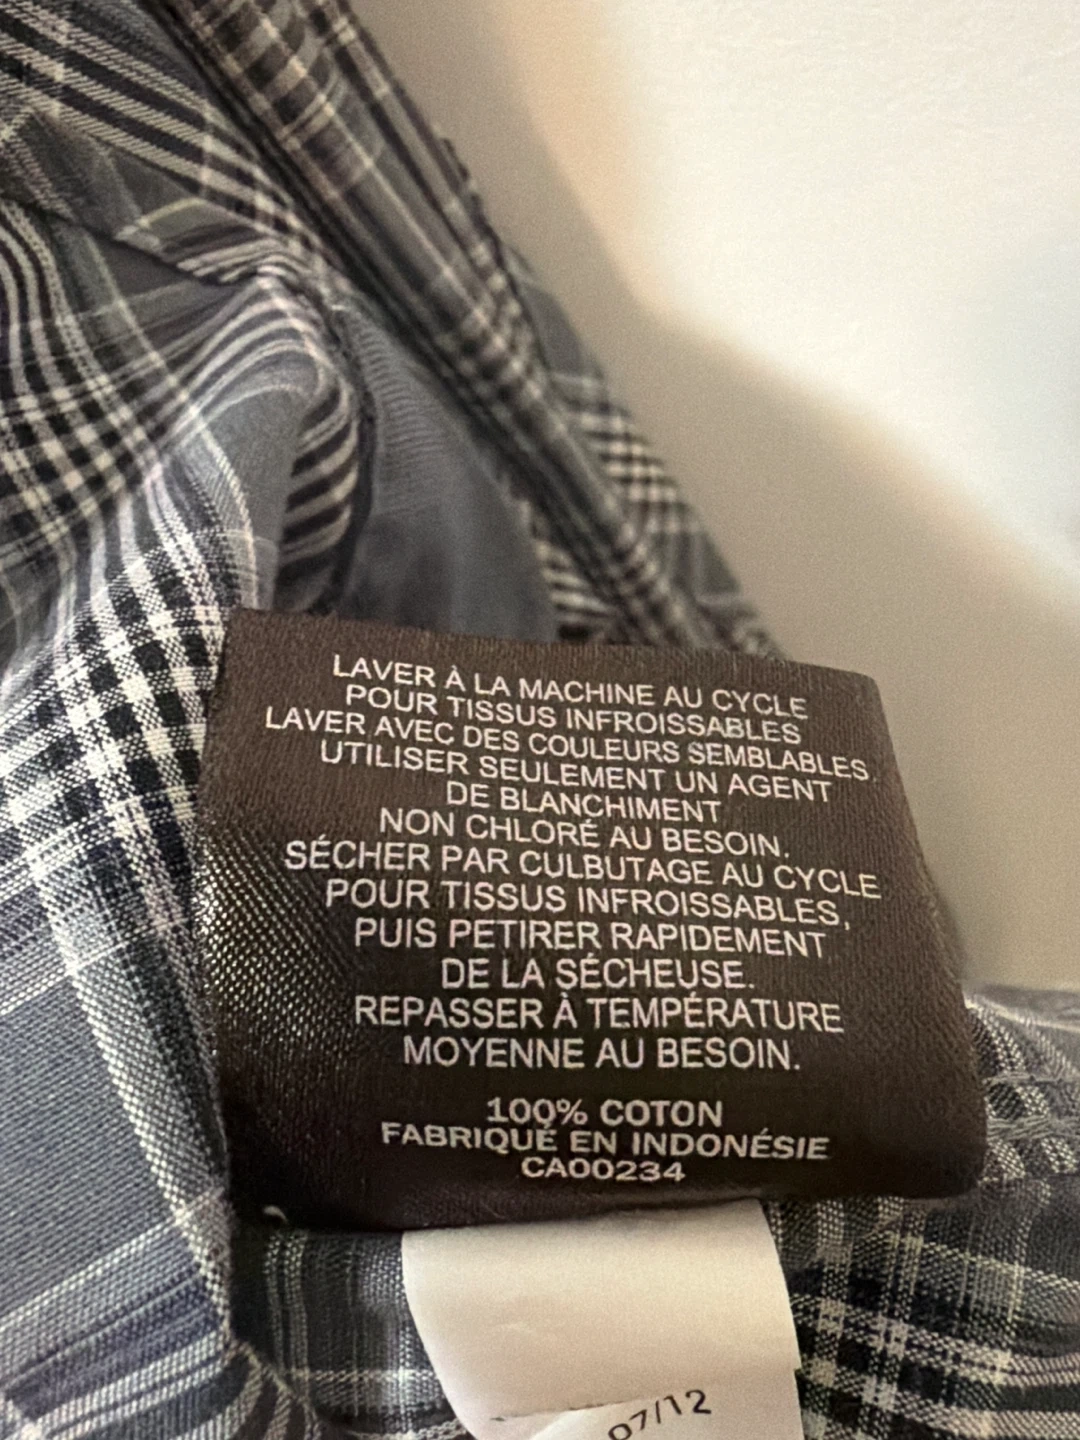 LAVER À LA MACHINE AU CYCLE
POUR TISSUS INFROISSABLES
LAVER AVEC DES COULEURS SEMBLABLES.
UTILISER SEULEMENT UN AGENT
DE BLANCHIMENT
NON CHLORÉ AU BESOIN.
SÉCHER PAR CULBUTAGE AU CYCLE
POUR TISSUS INFROISSABLES,
PUIS PETIRER RAPIDEMENT
DE LA SÉCHEUSE.
REPASSER À TEMPÉRATURE
MOYENNE AU BESOIN.
100% COTON
FABRIQUÉ EN INDONÉSIE
CA00234
07/12